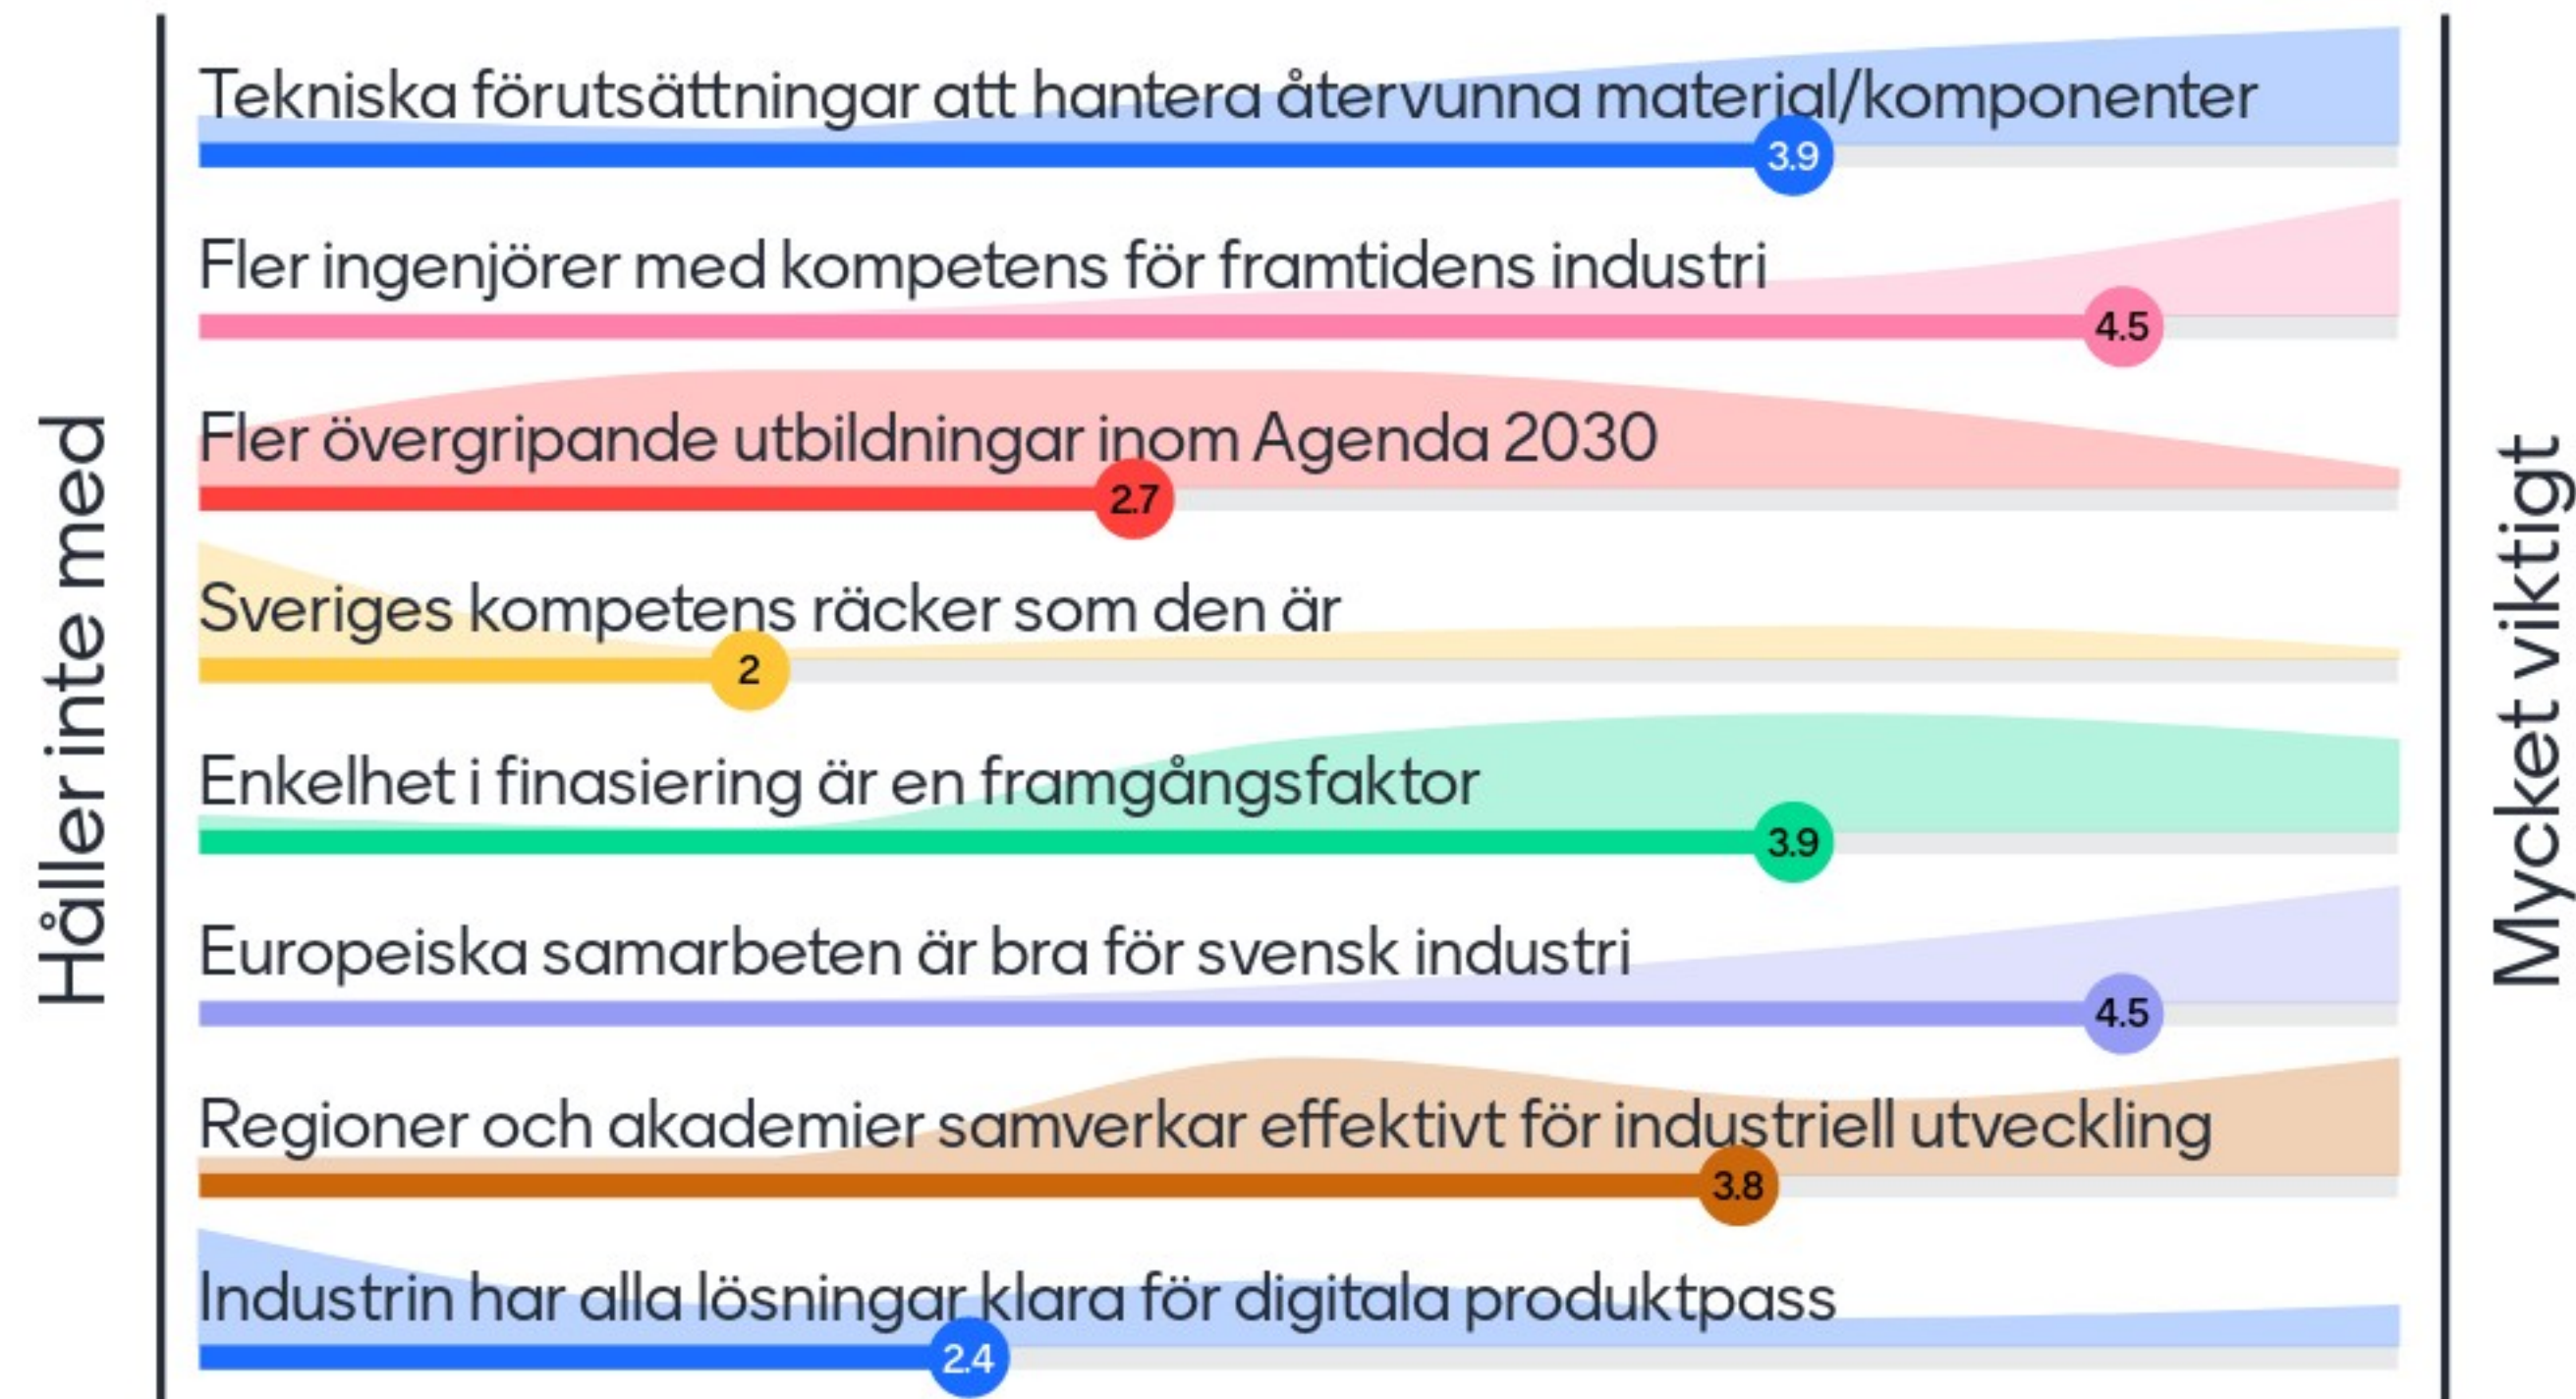 Håller inte med
Tekniska förutsättningar att hantera återvunna material/komponenter
3.9
Fler ingenjörer med kompetens för framtidens industri
4.5
Fler övergripande utbildningar inom Agenda 2030
2.7
Sveriges kompetens räcker som den är
2
Enkelhet i finasiering är en framgångsfaktor
3.9
Europeiska samarbeten är bra för svensk industri
4.5
Regioner och akademier samverkar effektivt för industriell utveckling
3.8
Industrin har alla lösningar klara för digitala produktpass
2.4
Mycket viktigt